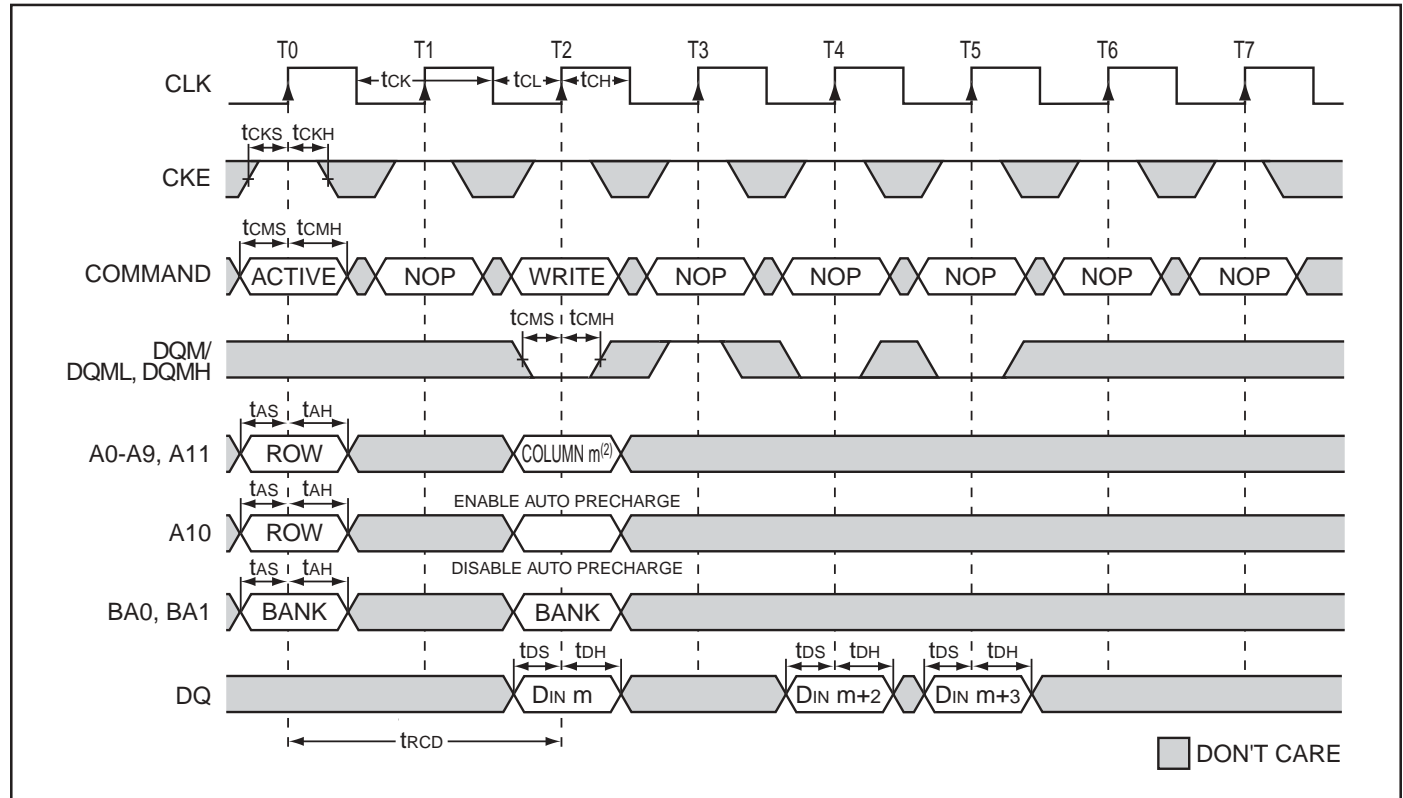 T0 T1 T2 T3 T4 T5 T6 T7
CLK tCK tCL tCH
tCKS tCKH
CKE
tCMS tCMH
COMMAND ACTIVE NOP WRITE NOP NOP NOP NOP NOP
tCMS tCMH
DQM/
DQML, DQMH
tAS tAH
A0-A9, A11 ROW COLUMN m(2)
tAS tAH ENABLE AUTO PRECHARGE
A10 ROW
tAS tAH DISABLE AUTO PRECHARGE
BA0, BA1 BANK BANK
tDS tDH tDS tDH tDS tDH
DQ DIN m DIN m+2 DIN m+3
tRCD
DON'T CARE